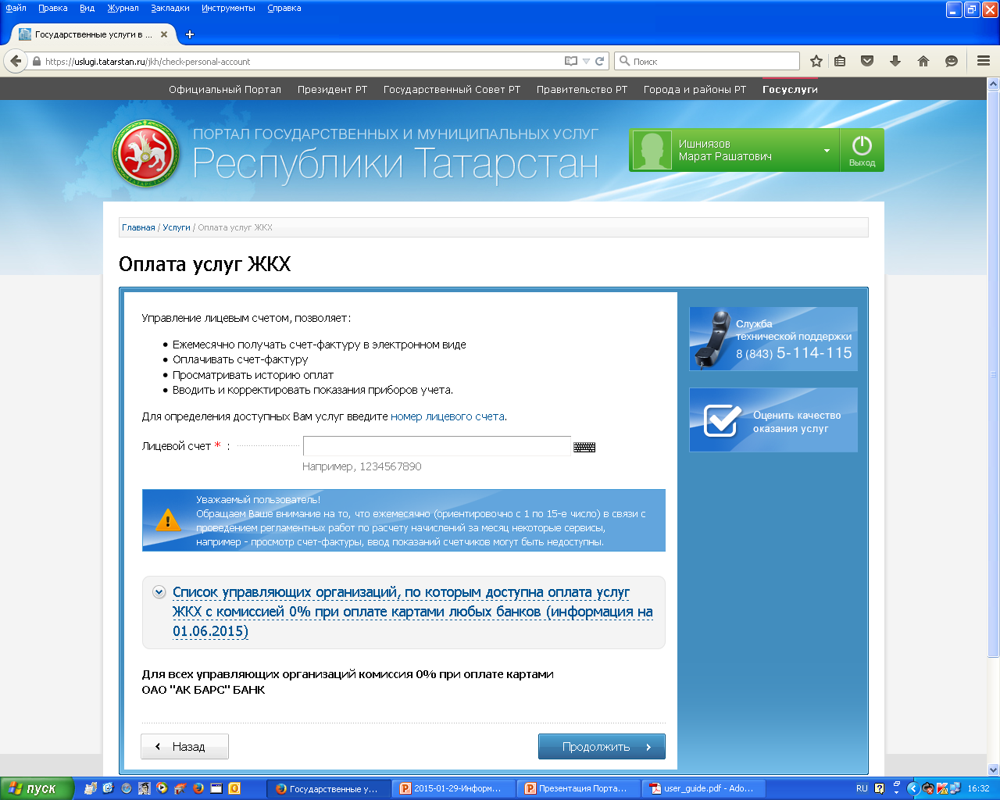 Файл Правка Вид Журнал Закладки Инструменты Справка
Государственные услуги в ...
https://uslugi.tatarstan.ru/jkh/check-personal-account
Поиск
Официальный Портал Президент РТ Государственный Совет РТ Правительство РТ Города и районы РТ Госуслуги
ПОРТАЛ ГОСУДАРСТВЕННЫХ И МУНИЦИПАЛЬНЫХ УСЛУГ
Республики Татарстан
ТАТАРСТАН
Ишниязов
Марат Рашатович
Выход
Главная / Услуги / Оплата услуг ЖКХ
Оплата услуг ЖКХ
Управление лицевым счетом, позволяет:
• Ежемесячно получать счет-фактуру в электронном виде
• Оплачивать счет-фактуру
• Просматривать историю оплат
• Вводить и корректировать показания приборов учета.
Для определения доступных Вам услуг введите номер лицевого счета.
Лицевой счет * :
Например, 1234567890
Уважаемый пользователь!
Обращаем Ваше внимание на то, что ежемесячно (ориентировочно с 1 по 15-е число) в связи с
проведением регламентных работ по расчету начислений за месяц некоторые сервисы,
например - просмотр счет-фактуры, ввод показаний счетчиков могут быть недоступны.
Список управляющих организаций, по которым доступна оплата услуг
ЖКХ с комиссией 0% при оплате картами любых банков (информация на
01.06.2015)
Для всех управляющих организаций комиссия 0% при оплате картами
ОАО "АК БАРС" БАНК
Назад
Продолжить
Служба
технической поддержки
8 (843) 5-114-115
Оценить качество
оказания услуг
пуск
Государственные у...
2015-01-29-Информ...
Презентация Порта...
user_guide.pdf - Ado...
RU
16:32